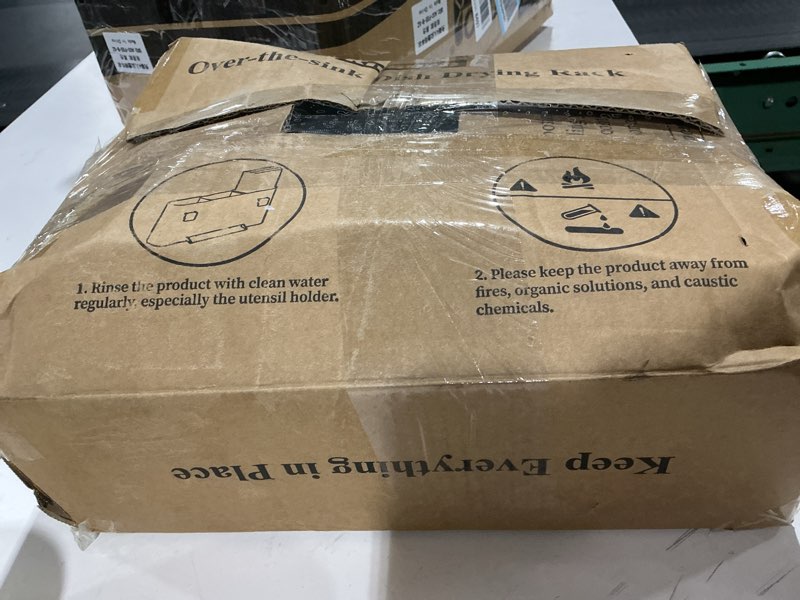 Over-the-sink Dish Drying Rack
1. Rinse the product with clean water
regularly, especially the utensil holder.
2. Please keep the product away from
fires, organic solutions, and caustic
chemicals.
Keep Everything in Place